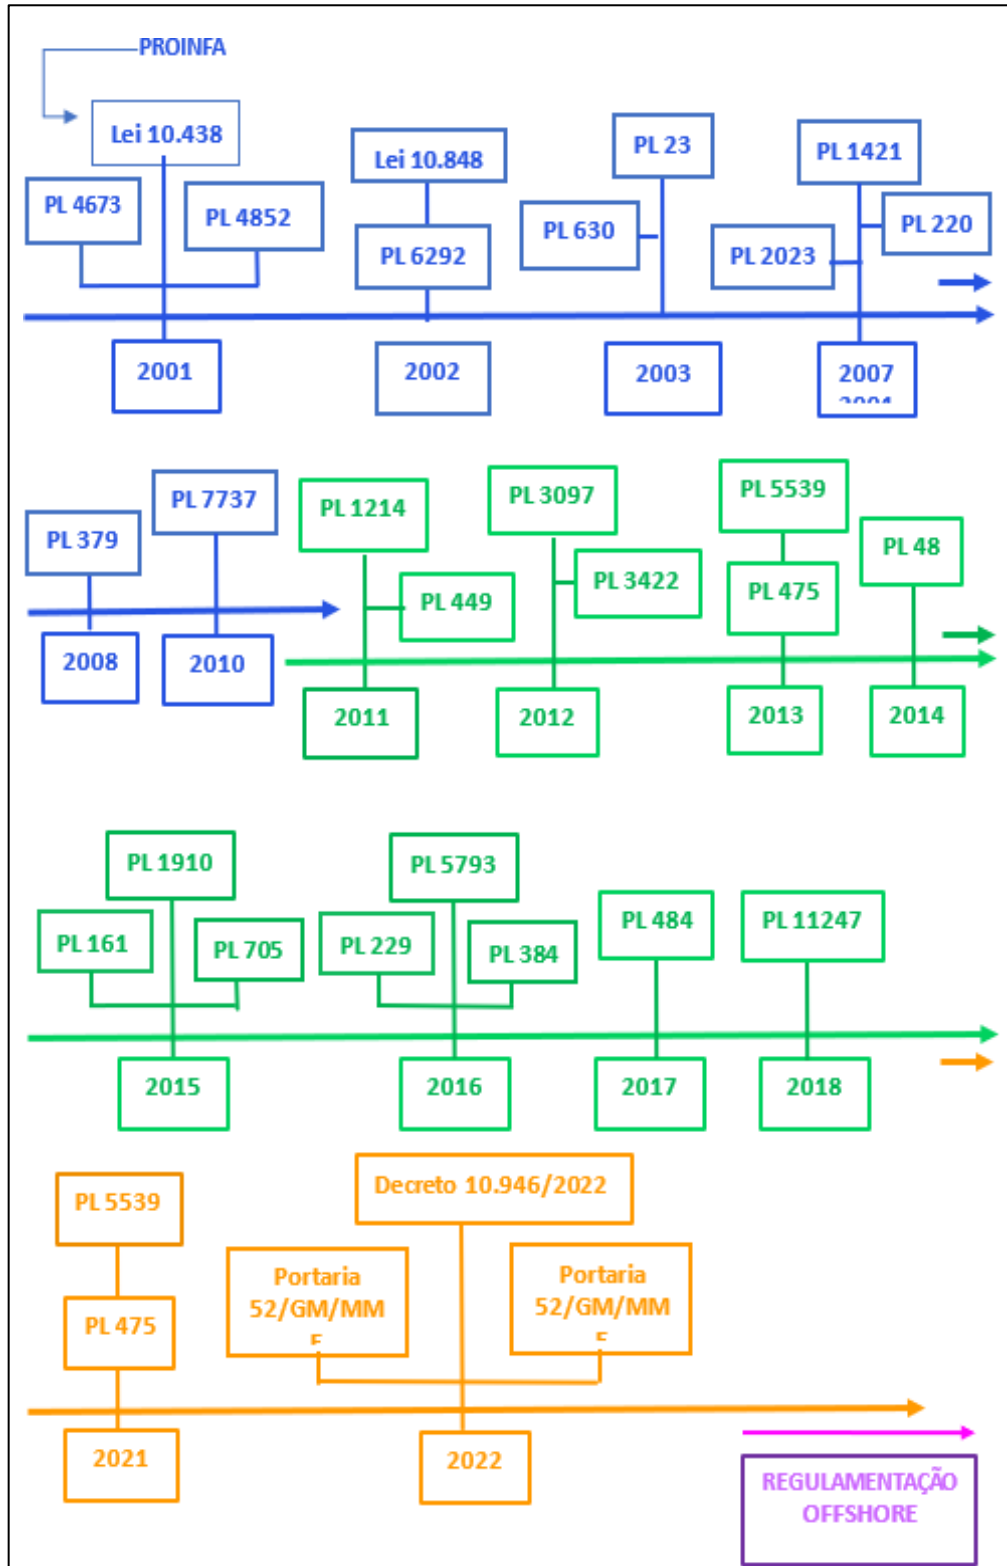 PROINFA
Lei 10.438
PL 4673
PL 4852
Lei 10.848
PL 6292
PL 23
PL 630
PL 1421
PL 220
PL 2023
2001
2002
2003
2007
PL 379
PL 7737
PL 1214
PL 449
PL 3097
PL 3422
PL 5539
PL 475
PL 48
2008
2010
2011
2012
2013
2014
PL 1910
PL 161
PL 705
PL 5793
PL 229
PL 384
PL 484
PL 11247
2015
2016
2017
2018
PL 5539
PL 475
Decreto 10.946/2022
Portaria
52/GM/MM
E
Portaria
52/GM/MM
E
2021
2022
REGULAMENTAÇÃO
OFFSHORE